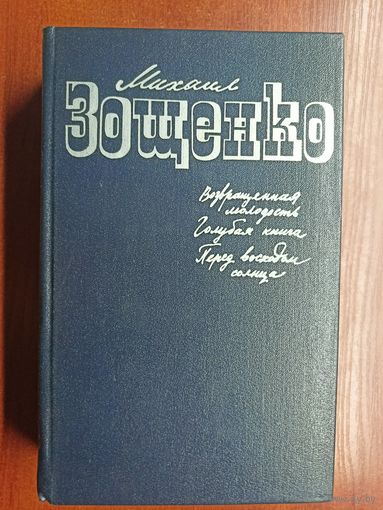 Михаил
Зощенко
Возвращенная
молодость
Голубая книга
Перед восходом
солнца